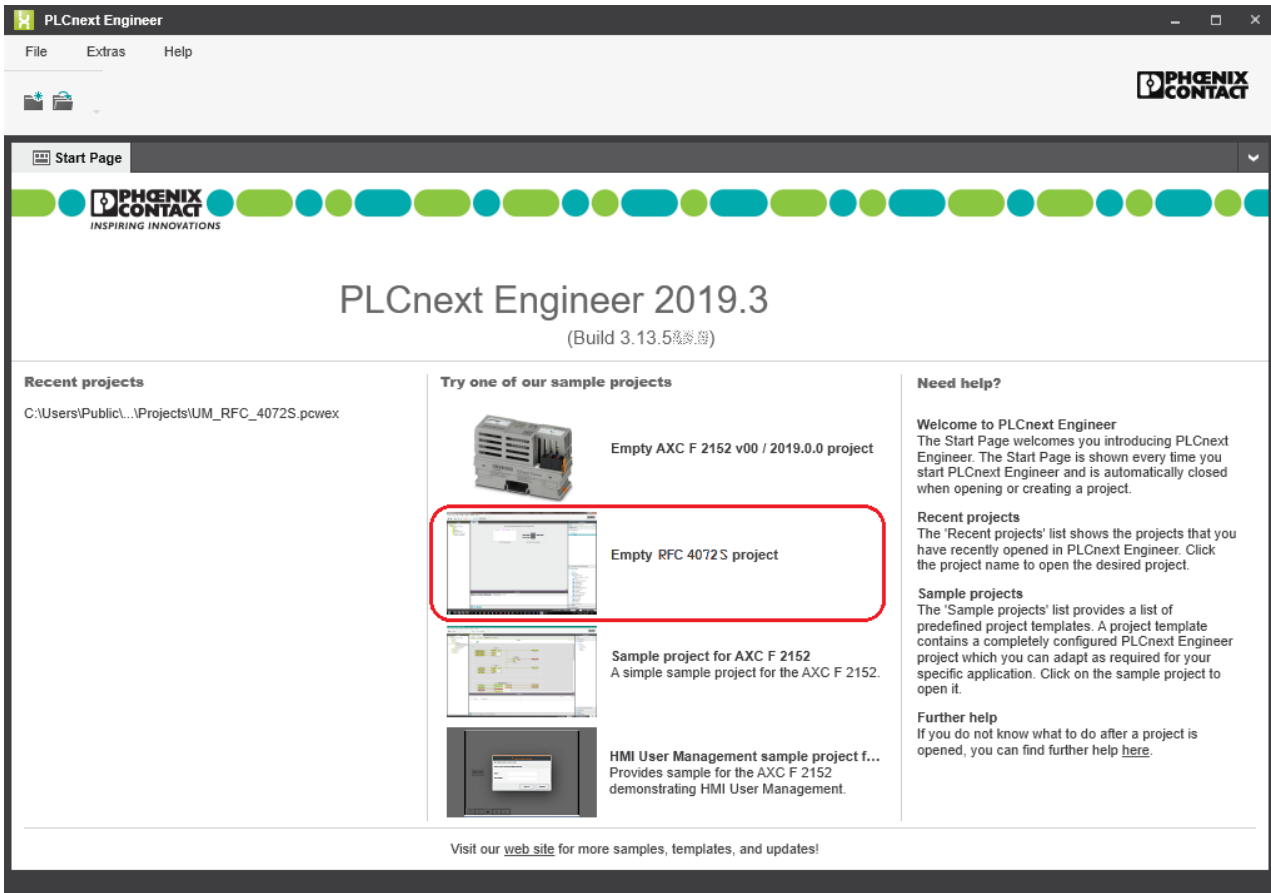 PLCnext Engineer
File Extras Help
PHŒNIX
CONTACT
Start Page
PHŒNIX
CONTACT
INSPIRING INNOVATIONS
PLCnext Engineer 2019.3
(Build 3.13.5
Recent projects
C:\Users\Public\...\Projects\UM_RFC_4072S.pcwex
Try one of our sample projects
Empty AXC F 2152 v00 / 2019.0.0 project
Empty RFC 4072S project
Sample project for AXC F 2152
A simple sample project for the AXC F 2152.
HMI User Management sample project f...
Provides sample for the AXC F 2152
demonstrating HMI User Management.
Need help?
Welcome to PLCnext Engineer
The Start Page welcomes you introducing PLCnext
Engineer. The Start Page is shown every time you
start PLCnext Engineer and is automatically closed
when opening or creating a project.
Recent projects
The 'Recent projects' list shows the projects that you
have recently opened in PLCnext Engineer. Click
the project name to open the desired project.
Sample projects
The 'Sample projects' list provides a list of
predefined project templates. A project template
contains a completely configured PLCnext Engineer
project which you can adapt as required for your
specific application. Click on the sample project to
open it.
Further help
If you do not know what to do after a project is
opened, you can find further help here.
Visit our web site for more samples, templates, and updates!